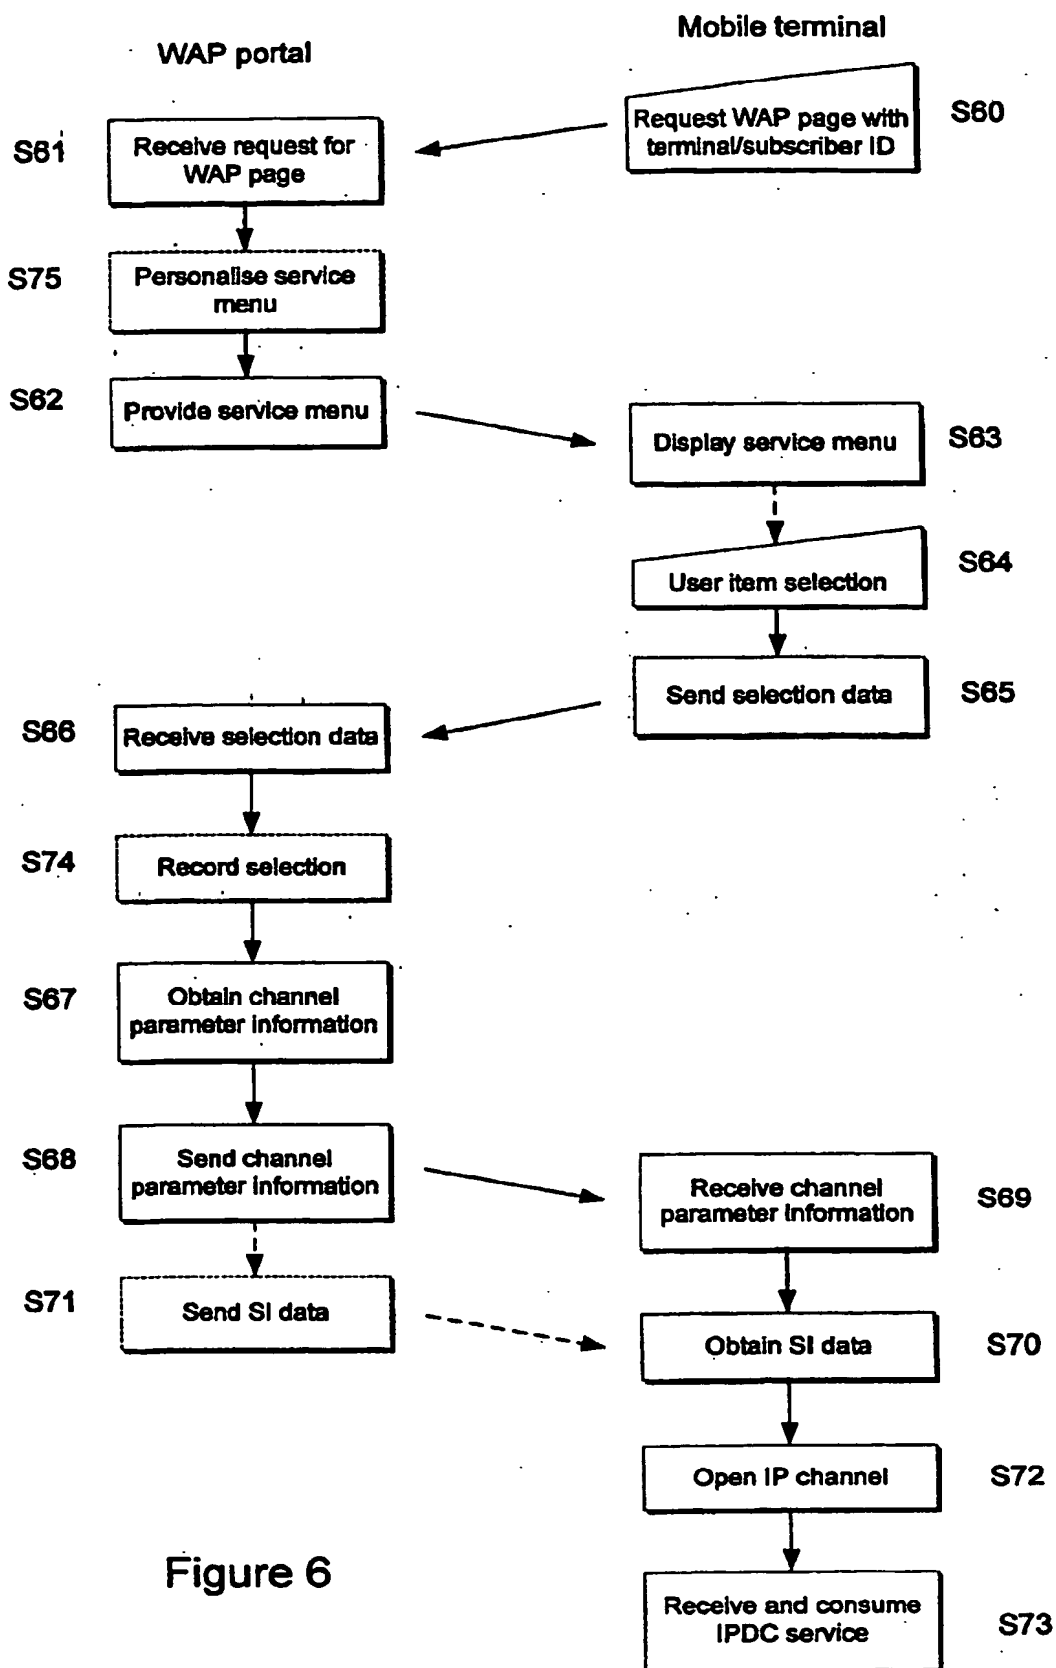 Mobile terminal
WAP portal
Request WAP page with
terminal/subscriber ID
S60
S61
Receive request for
WAP page
S75
Personalise service
menu
S62
Provide service menu
Display service menu
S63
User item selection
S64
Send selection data
S65
S66
Receive selection data
S74
Record selection
S67
Obtain channel
parameter information
S68
Send channel
parameter information
Receive channel
parameter information
S69
S71
Send SI data
Obtain SI data
S70
Open IP channel
S72
Figure 6
Receive and consume
IPDC service
S73